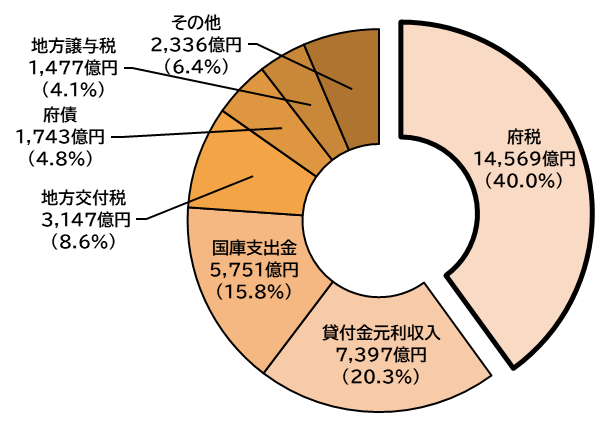 府税
14,569億円
(40.0%)
貸付金元利収入
7,397億円
(20.3%)
国庫支出金
5,751億円
(15.8%)
地方交付税
3,147億円
(8.6%)
府債
1,743億円
(4.8%)
地方譲与税
1,477億円
(4.1%)
その他
2,336億円
(6.4%)